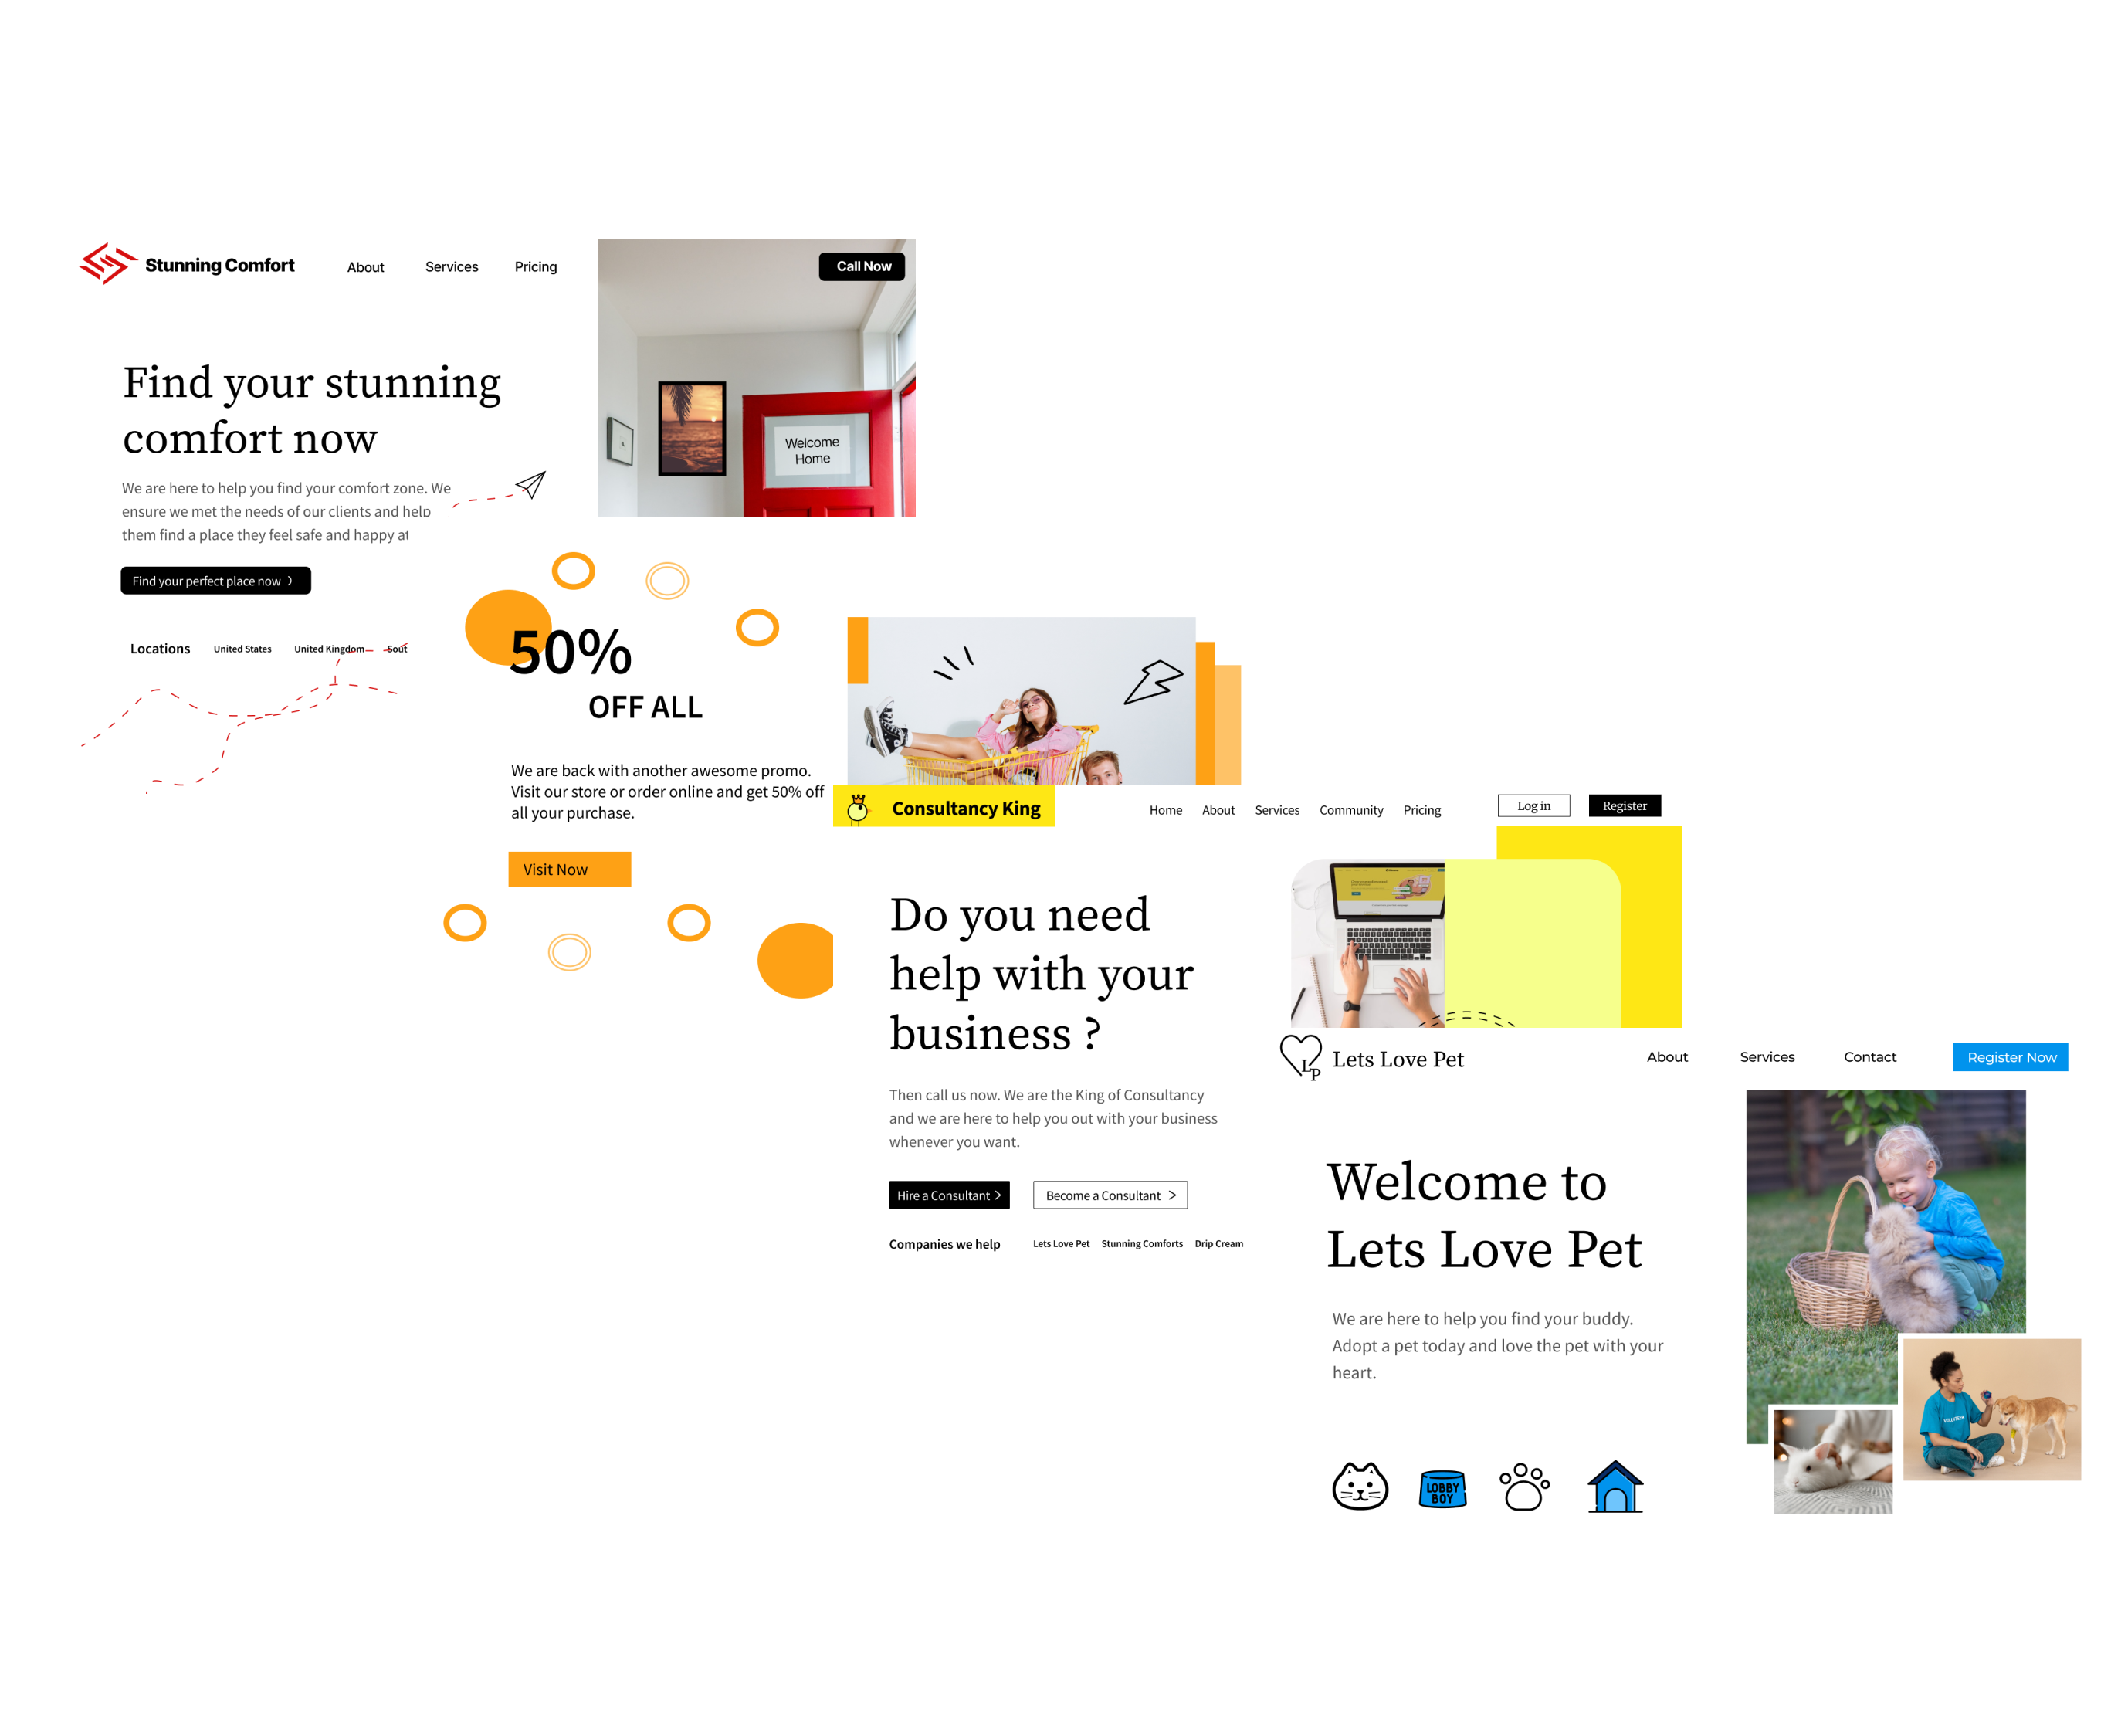 Stunning Comfort
About
Services
Pricing
Call Now
Find your stunning
comfort now
We are here to help you find your comfort zone. We
ensure we met the needs of our clients and help
them find a place they feel safe and happy at
Find your perfect place now
Locations
United States
United Kingdom
Welcome
Home
50%
OFF ALL
We are back with another awesome promo.
Visit our store or order online and get 50% off
all your purchase.
Visit Now
Consultancy King
Home
About
Services
Community
Pricing
Log in
Register
Do you need
help with your
business ?
Then call us now. We are the King of Consultancy
and we are here to help you out with your business
whenever you want.
Hire a Consultant
Become a Consultant
Companies we help
Lets Love Pet
Stunning Comforts
Drip Cream
LP
Lets Love Pet
About
Services
Contact
Register Now
Welcome to
Lets Love Pet
We are here to help you find your buddy.
Adopt a pet today and love the pet with your
heart.
LOBBY
BOY
VOLUNTEER